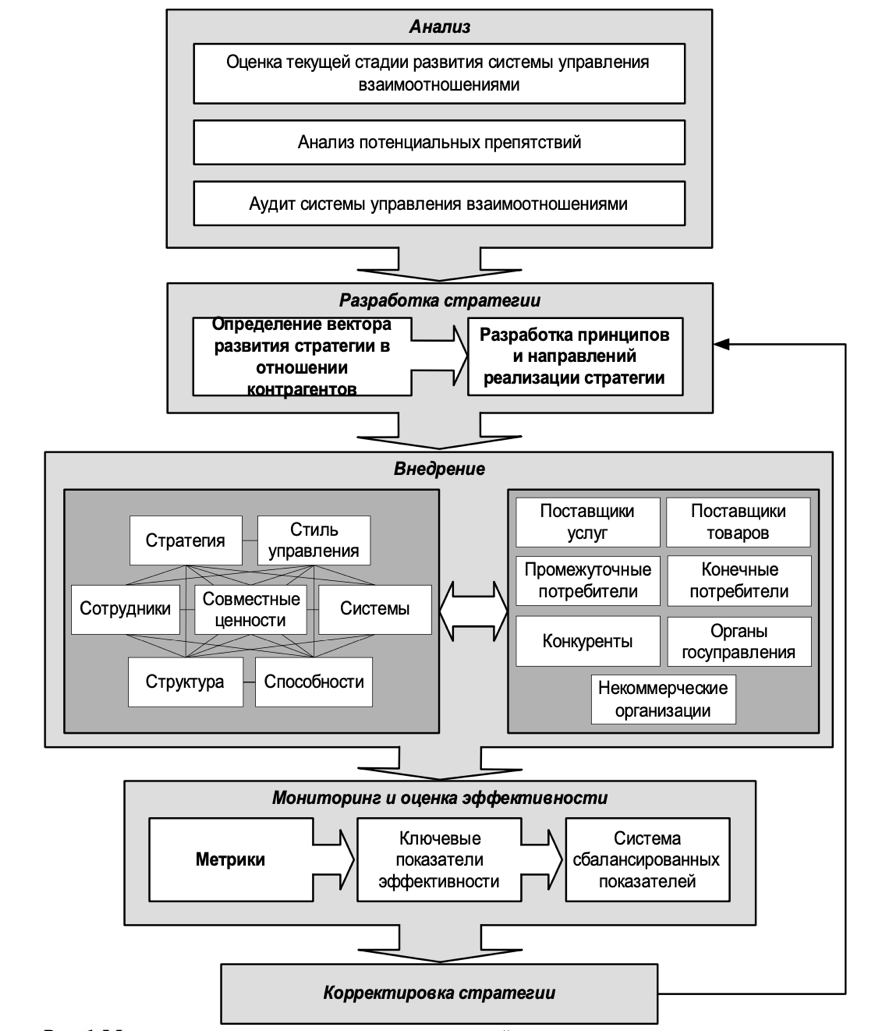 Анализ
Оценка текущей стадии развития системы управления
взаимоотношениями
Анализ потенциальных препятствий
Аудит системы управления взаимоотношениями
Разработка стратегии
Определение вектора
развития стратегии в
отношении
контрагентов
Разработка принципов
и направлений
реализации стратегии
Внедрение
Стратегия
Стиль
управления
Сотрудники
Совместные
ценности
Системы
Структура
Способности
Поставщики
услуг
Поставщики
товаров
Промежуточные
потребители
Конечные
потребители
Конкуренты
Органы
госуправления
Некоммерческие
организации
Мониторинг и оценка эффективности
Метрики
Ключевые
показатели
эффективности
Система
сбалансированных
показателей
Корректировка стратегии